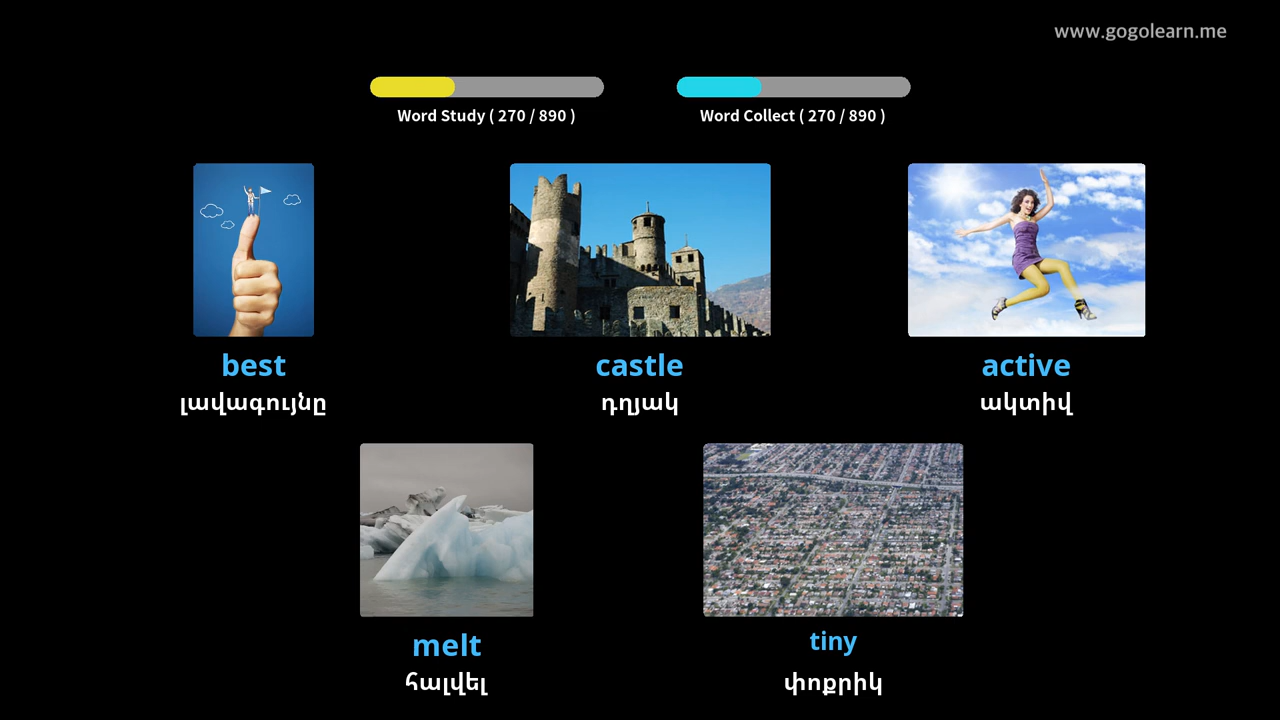 www.gogolearn.me
Word Study ( 270 / 890 )
Word Collect ( 270 / 890 )
best
castle
active
լավագույնը
դղյակ
ակտիվ
melt
tiny
հալվել
փոքրիկ